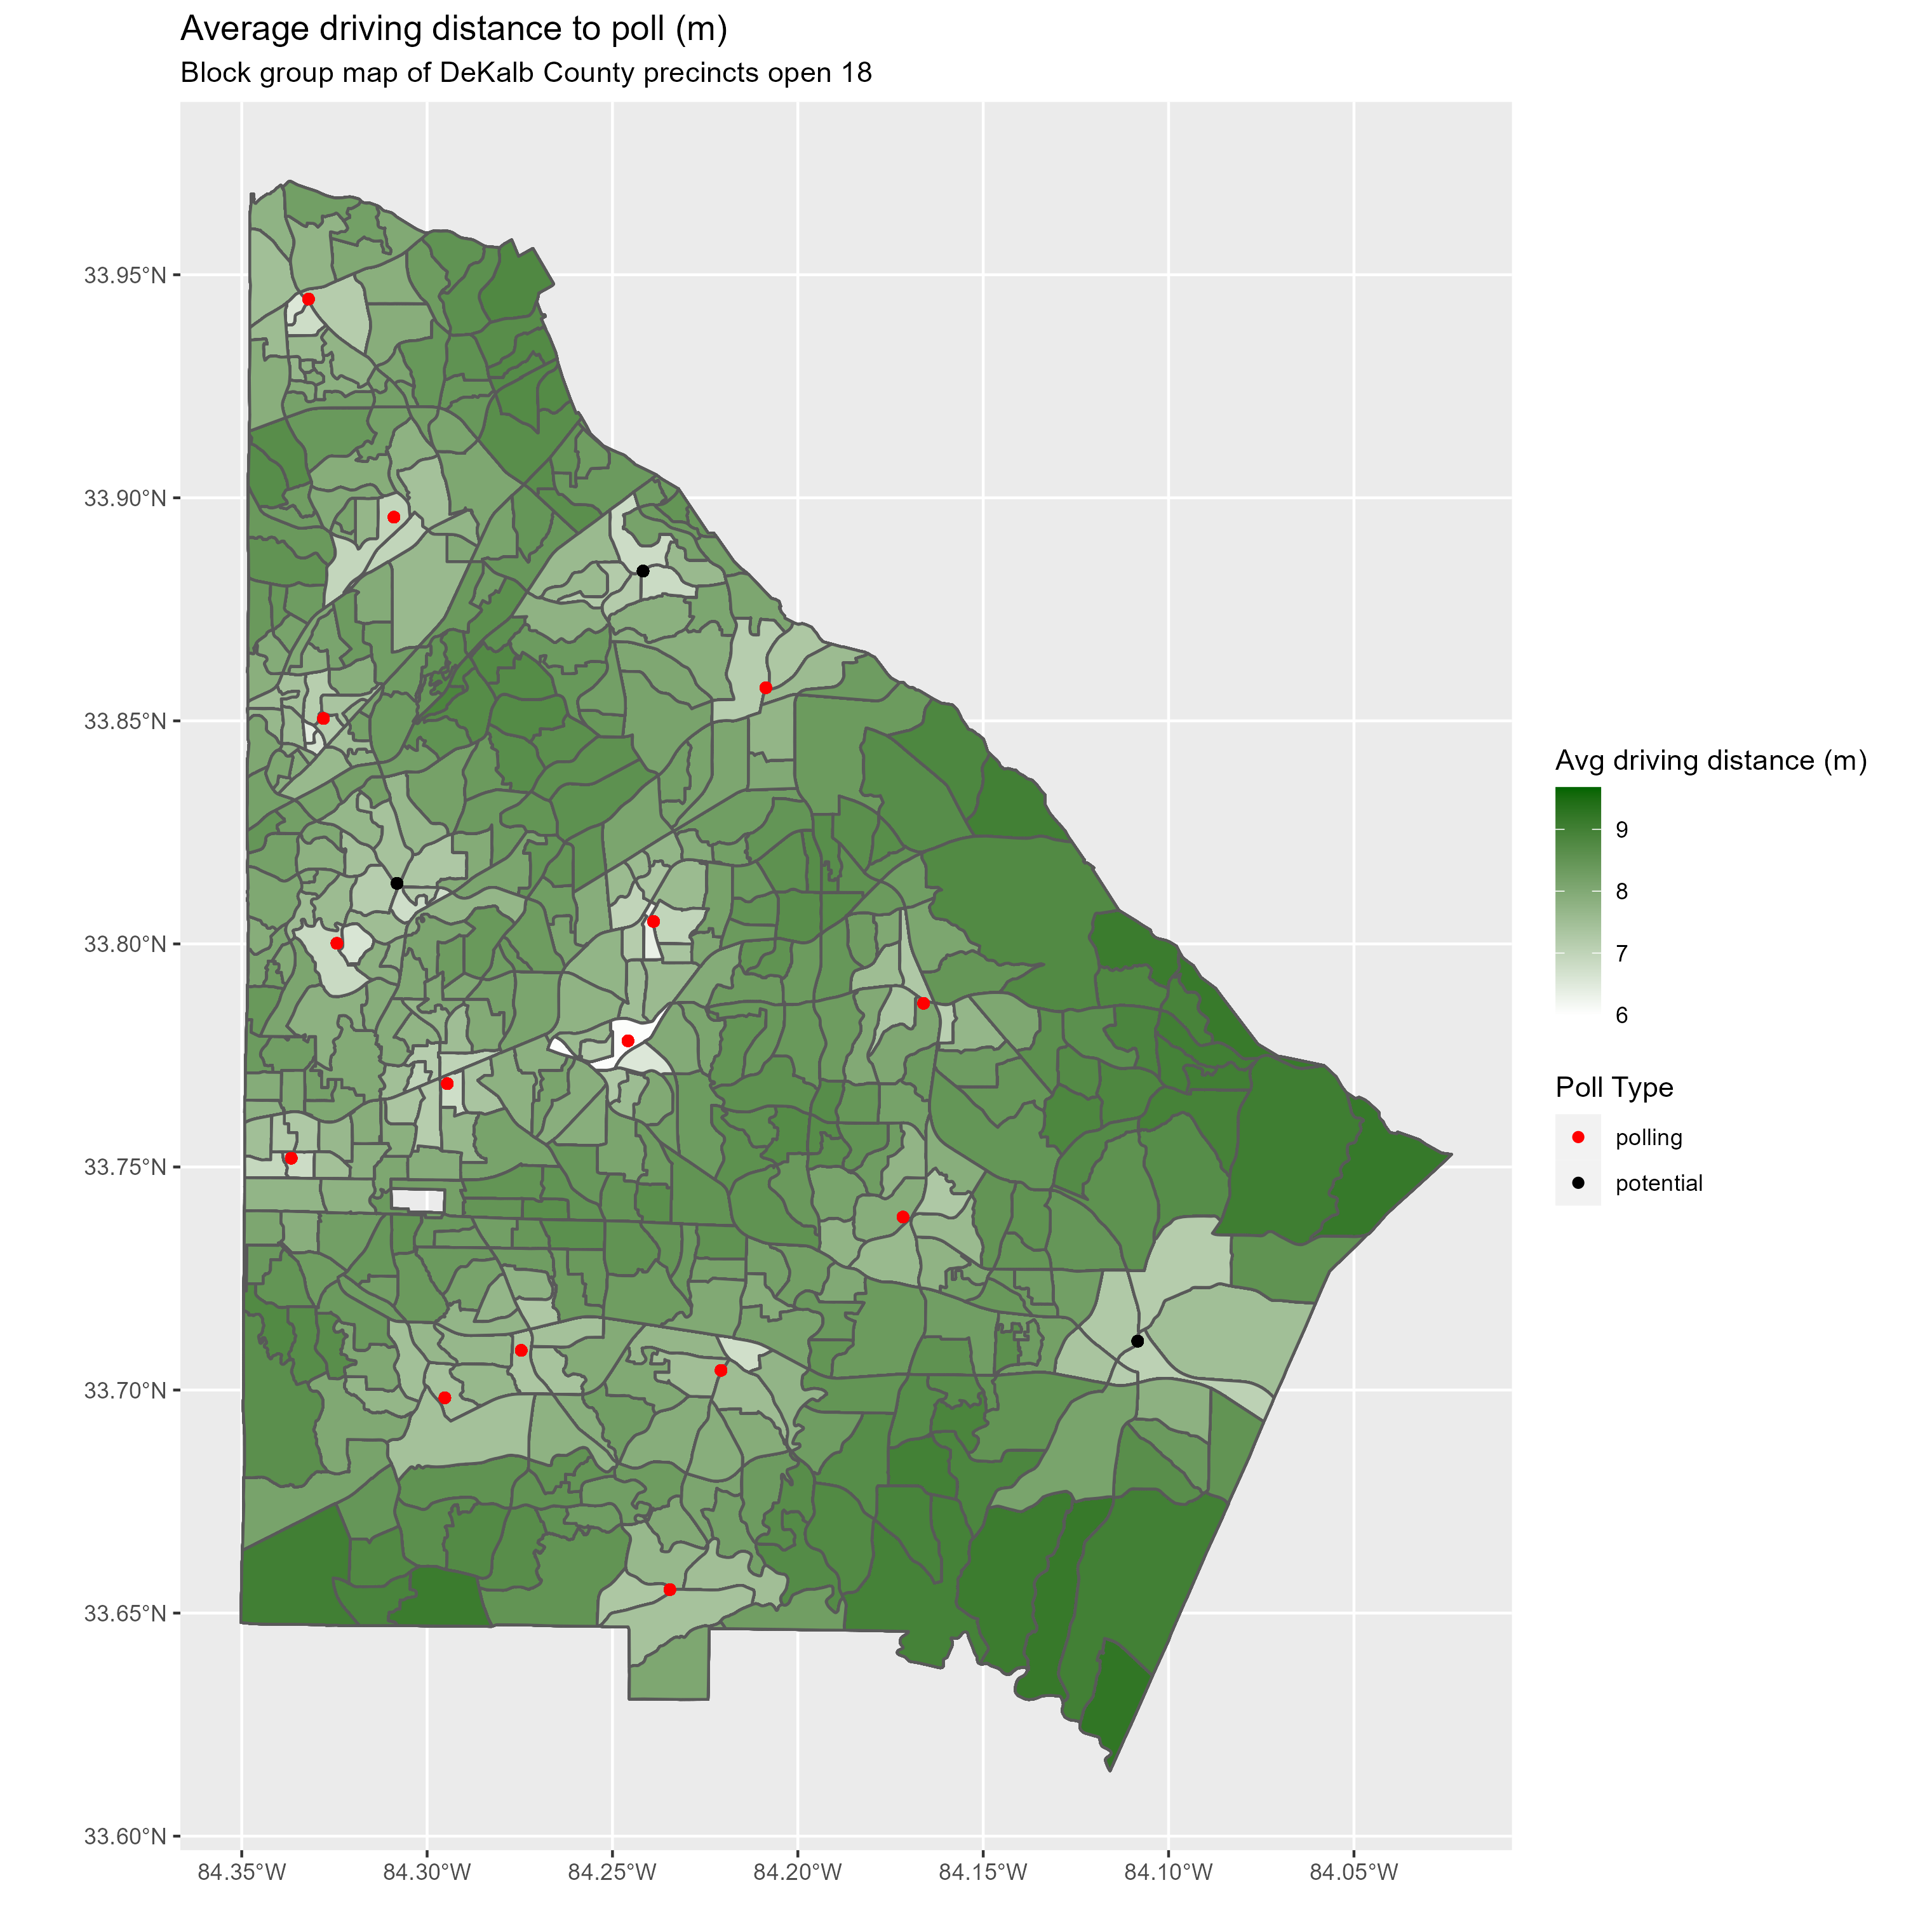 Average driving distance to poll (m)
Block group map of DeKalb County precincts open 18
33.95°N
33.90°N
33.85°N
33.80°N
33.75°N
33.70°N
33.65°N
33.60°N
84.35°W
84.30°W
84.25°W
84.20°W
84.15°W
84.10°W
84.05°W
Avg driving distance (m)
9
8
7
6
Poll Type
polling
potential